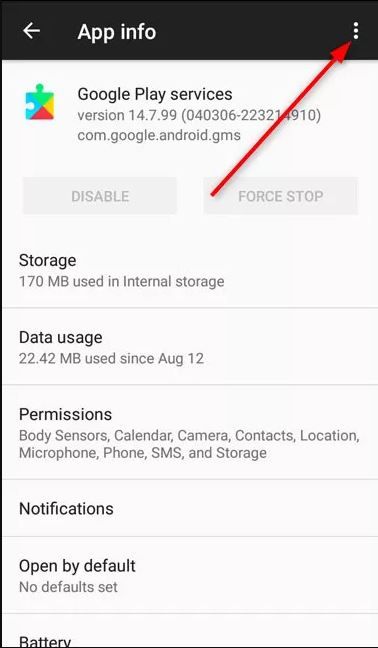 App info
Google Play services
version 14.7.99 (040306-223214910)
com.google.android.gms
DISABLE
FORCE STOP
Storage
170 MB used in Internal storage
Data usage
22.42 MB used since Aug 12
Permissions
Body Sensors, Calendar, Camera, Contacts, Location,
Microphone, Phone, SMS, and Storage
Notifications
Open by default
No defaults set
Battery